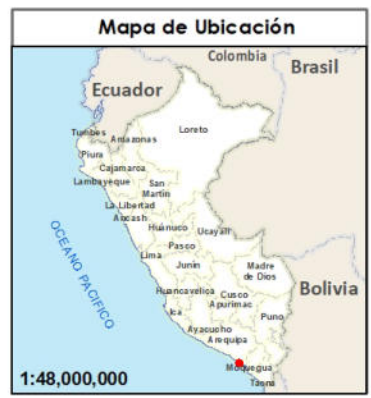 Mapa de Ubicación
Colombia
Brasil
Ecuador
Tumbes
Amazonas
Loreto
Piura
Cajamarca
Lambayeque
San
Martin
La Libertad
Ancash
Huánuco
Ucayali
Pasco
OCEANO PACIFICO
Lima
Junín
Madre
de Dios
Huancavelica
Cusco
Bolivia
Ica
Apurimac
Puno
Ayacucho
Arequipa
Moquegua
1:48,000,000
Tacna